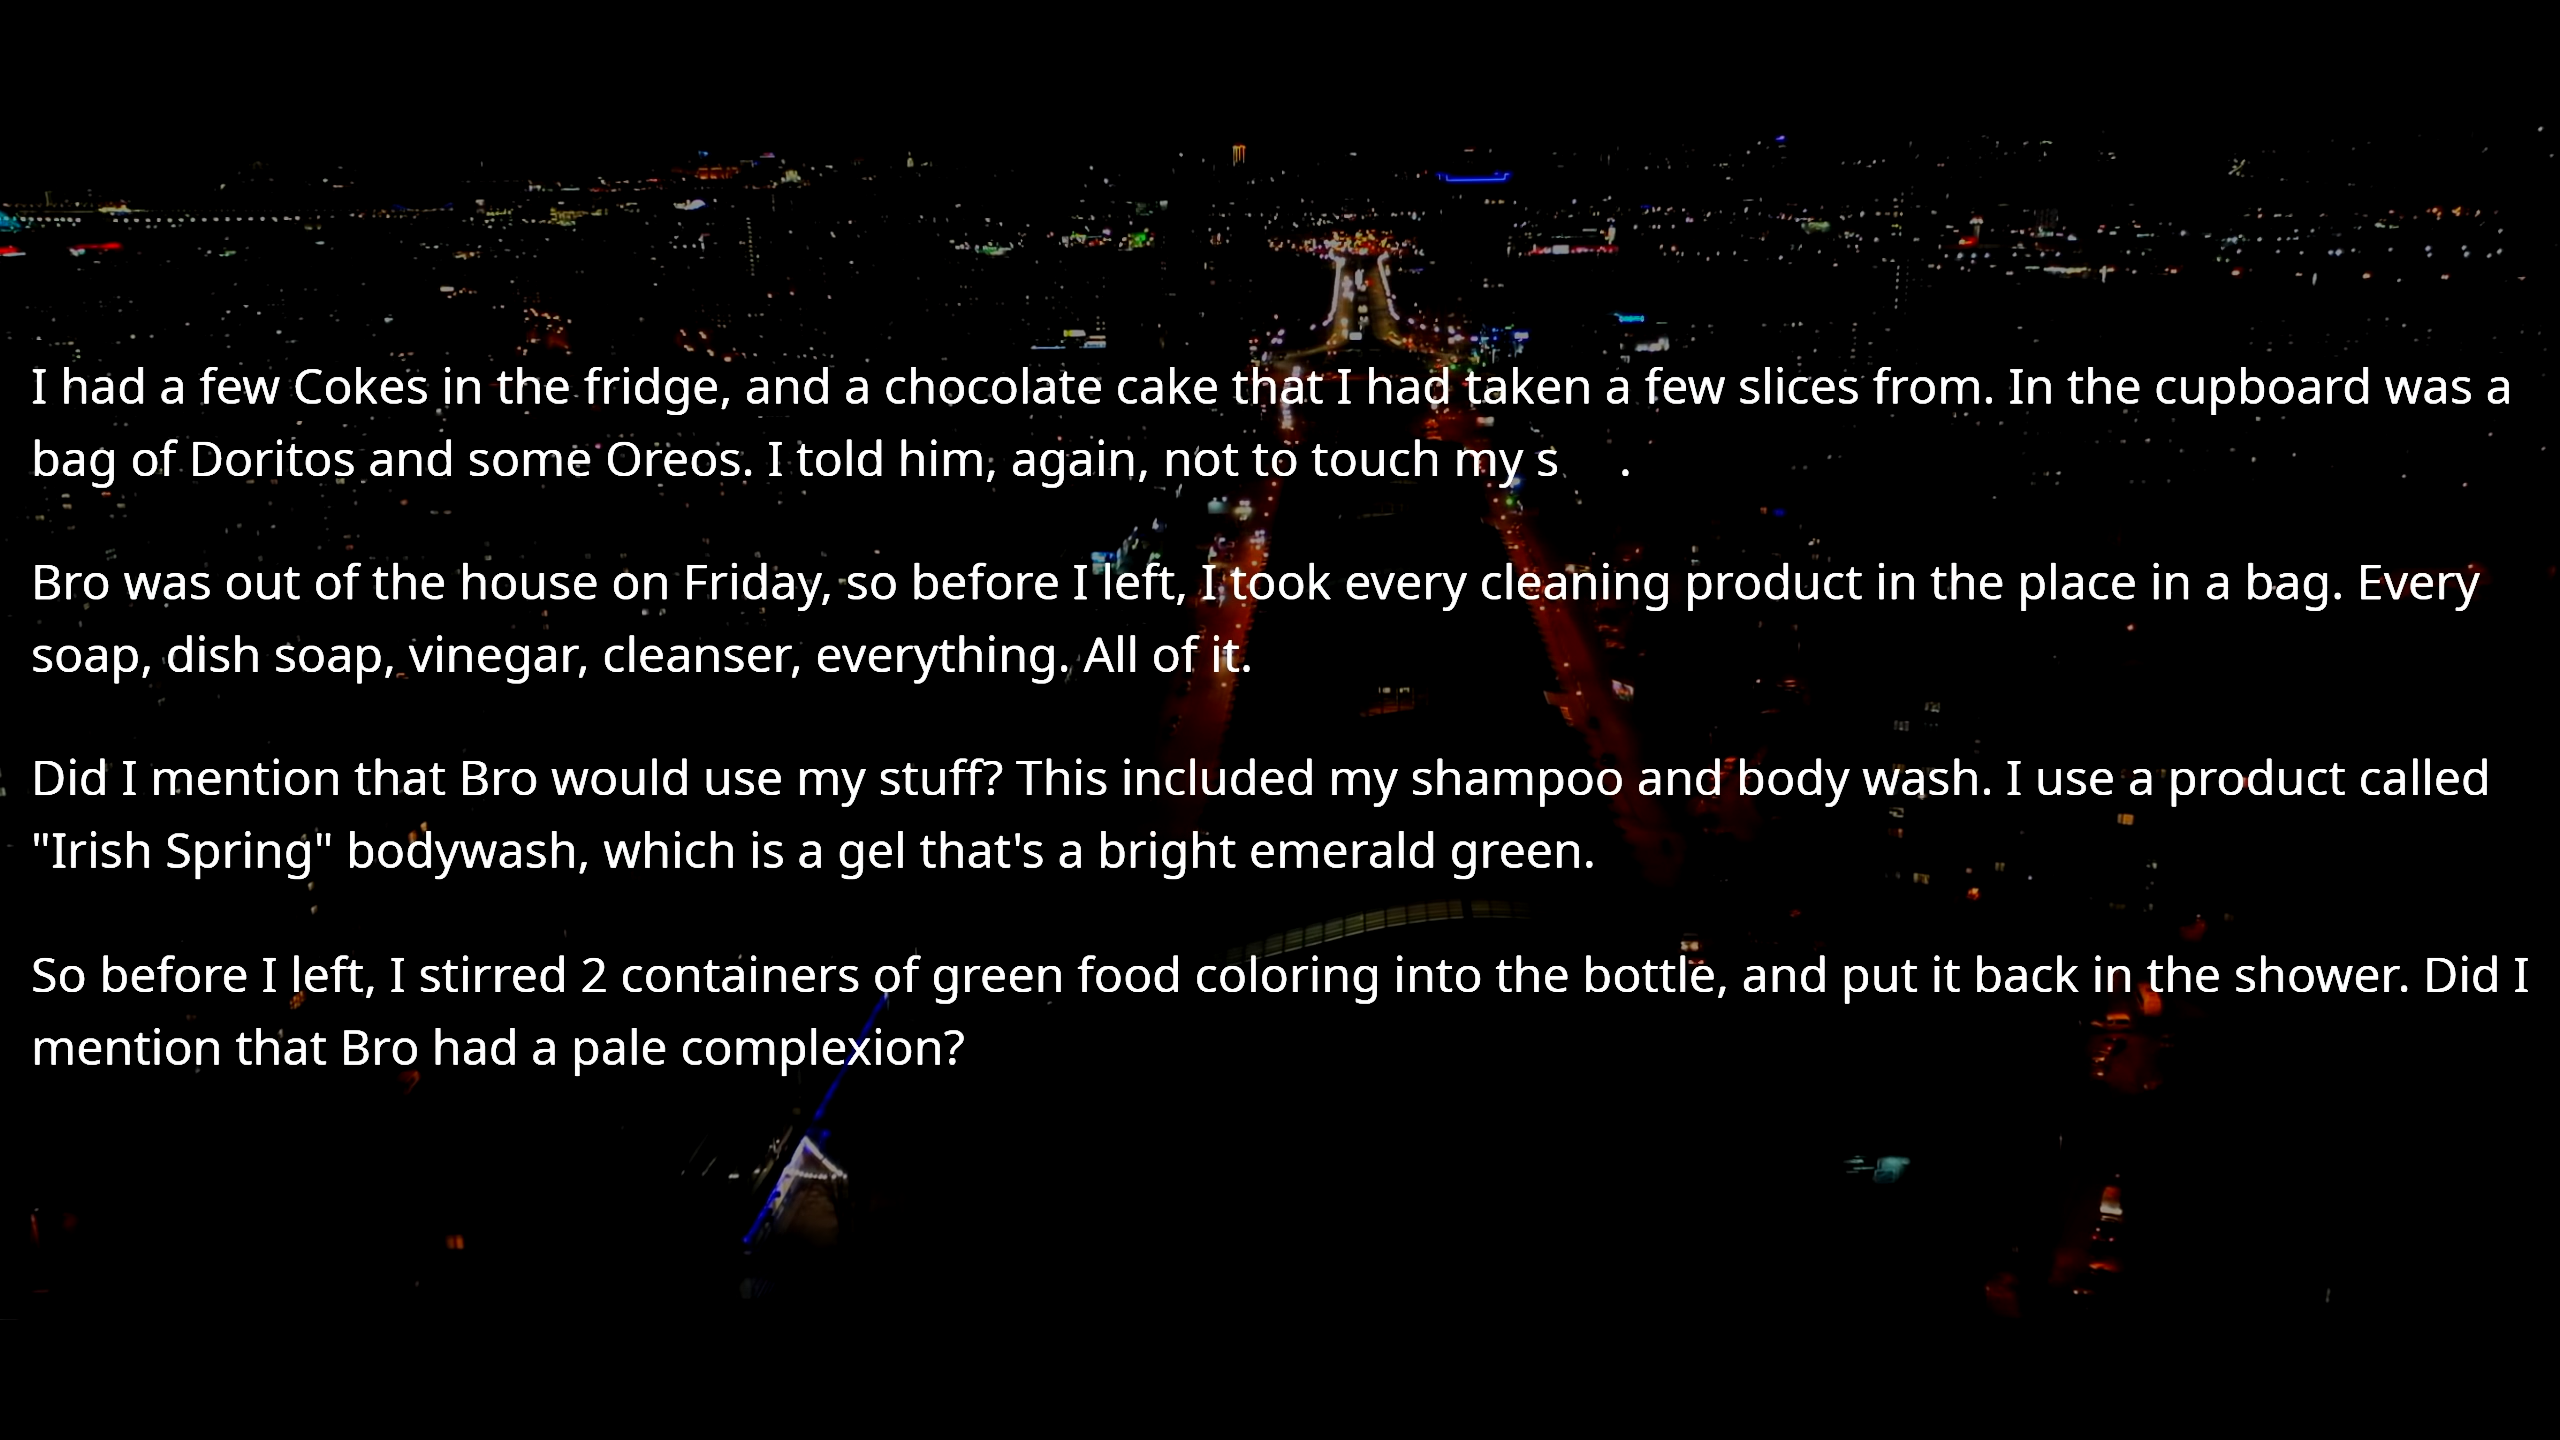 I had a few Cokes in the fridge, and a chocolate cake that I had taken a few slices from. In the cupboard was a
bag of Doritos and some Oreos. I told him, again, not to touch my s    .
Bro was out of the house on Friday, so before I left, I took every cleaning product in the place in a bag. Every
soap, dish soap, vinegar, cleanser, everything. All of it.
Did I mention that Bro would use my stuff? This included my shampoo and body wash. I use a product called
"Irish Spring" bodywash, which is a gel that's a bright emerald green.
So before I left, I stirred 2 containers of green food coloring into the bottle, and put it back in the shower. Did I
mention that Bro had a pale complexion?